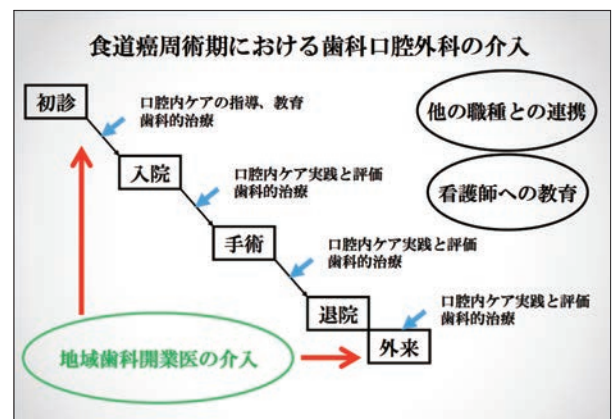 食道癌周術期における歯科口腔外科の介入
初診
口腔内ケアの指導、教育
歯科的治療
他の職種との連携
入院
口腔内ケア実践と評価
歯科的治療
看護師への教育
手術
口腔内ケア実践と評価
歯科的治療
退院
口腔内ケア実践と評価
歯科的治療
外来
地域歯科開業医の介入